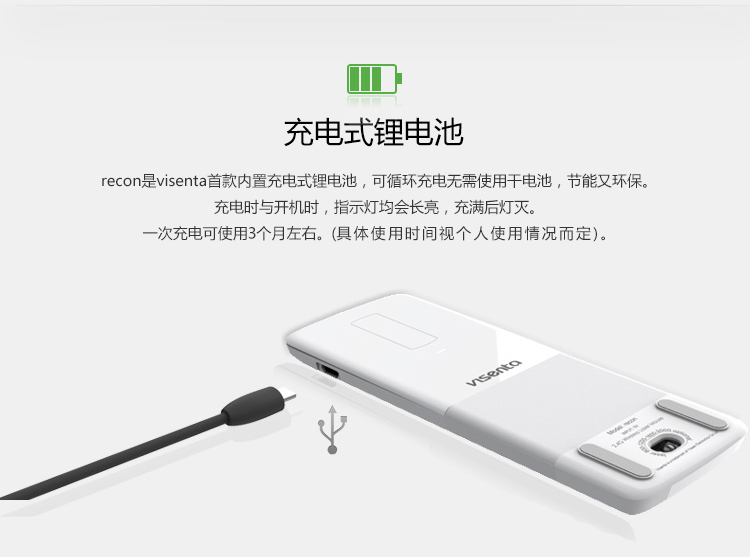 充电式锂电池
recon是visenta首款内置充电式锂电池，可循环充电无需使用干电池，节能又环保。
充电时与开机时，指示灯均会长亮，充满后灯灭。
一次充电可使用3个月左右。(具体使用时间视个人使用情况而定)。
visenta
Model: recon